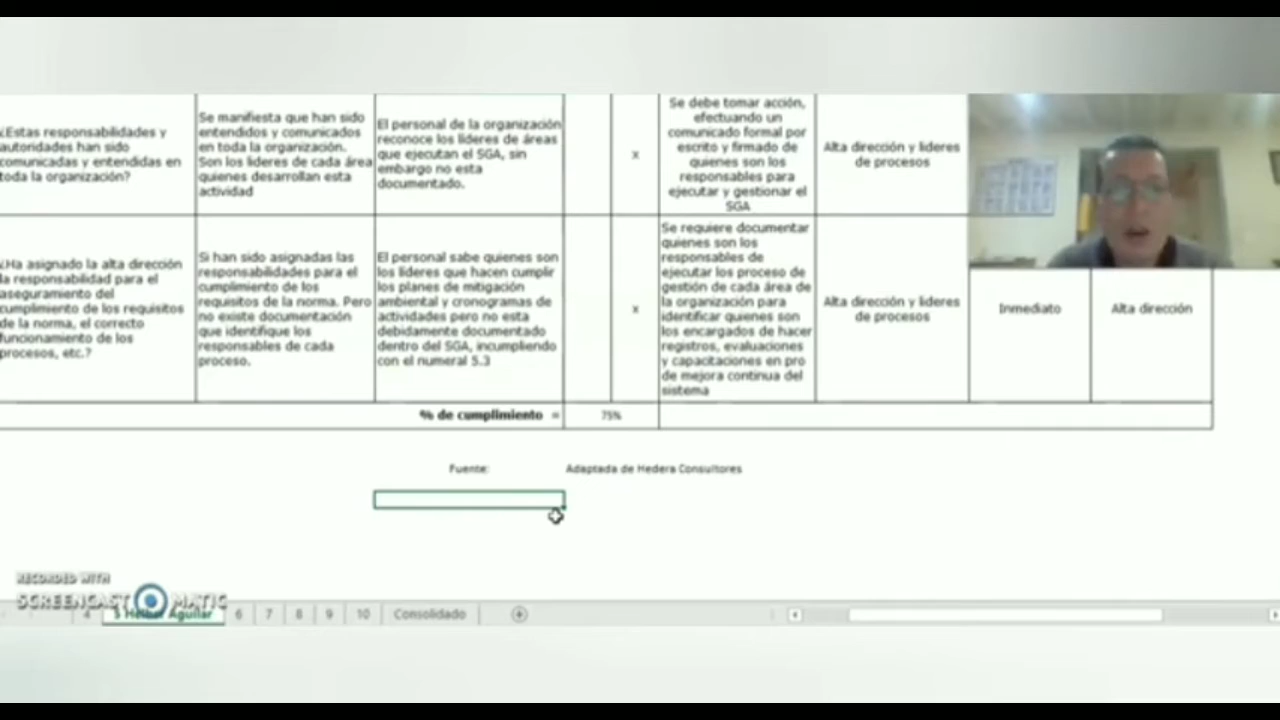 ¿Estas responsabilidades y
autoridades han sido
comunicadas y entendidas en
toda la organización?
Se manifiesta que han sido
entendidos y comunicados
en toda la organización.
Son los lideres de cada área
quienes desarrollan esta
actividad
El personal de la organización
reconoce los líderes de áreas
que ejecutan el SGA, sin
embargo no esta
documentado.
x
Se debe tomar acción,
efectuando un
comunicado formal por
escrito y firmado de
quienes son los
responsables para
ejecutar y gestionar el
SGA
Alta dirección y lideres
de procesos
¿Ha asignado la alta dirección
la responsabilidad para el
aseguramiento del
cumplimiento de los requisitos
de la norma, el correcto
funcionamiento de los
procesos, etc.?
Si han sido asignadas las
responsabilidades para el
cumplimiento de los
requisitos de la norma. Pero
no existe documentación
que identifique los
responsables de cada
proceso.
El personal sabe quienes son
los líderes que hacen cumplir
los planes de mitigación
ambiental y cronogramas de
actividades pero no esta
debidamente documentado
dentro del SGA, incumpliendo
con el numeral 5.3
x
Se requiere documentar
quienes son los
responsables de
ejecutar los proceso de
gestión de cada área de
la organización para
identificar quienes son
los encargados de hacer
registros, evaluaciones
y capacitaciones en pro
de mejora continua del
sistema
Alta dirección y lideres
de procesos
Inmediato
Alta dirección
% de cumplimiento =
75%
Fuente:
Adaptada de Hedera Consultores
RECORDED WITH
SCREENCAST MATIC
4
5 Helber Aguilar
6
7
8
9
10
Consolidado